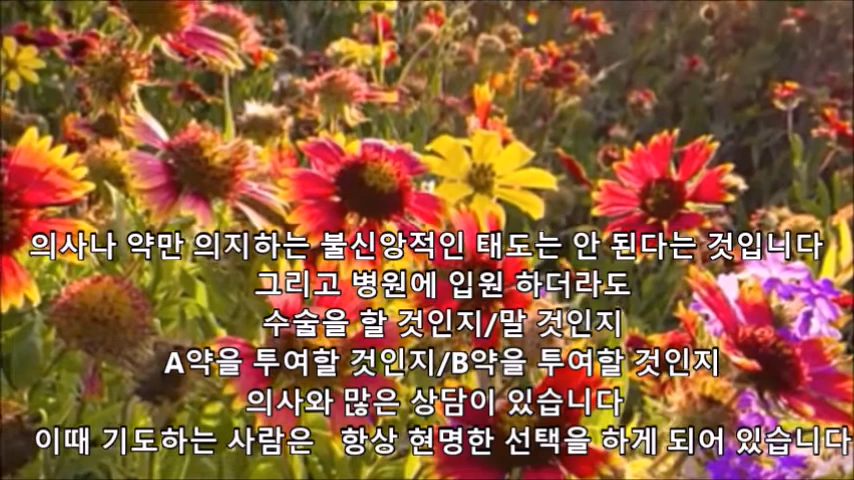 의사나 약만 의지하는 불신앙적인 태도는 안 된다는 것입니다
그리고 병원에 입원 하더라도
수술을 할 것인지/말 것인지
A약을 투여할 것인지/B약을 투여할 것인지
의사와 많은 상담이 있습니다
이때 기도하는 사람은 항상 현명한 선택을 하게 되어 있습니다